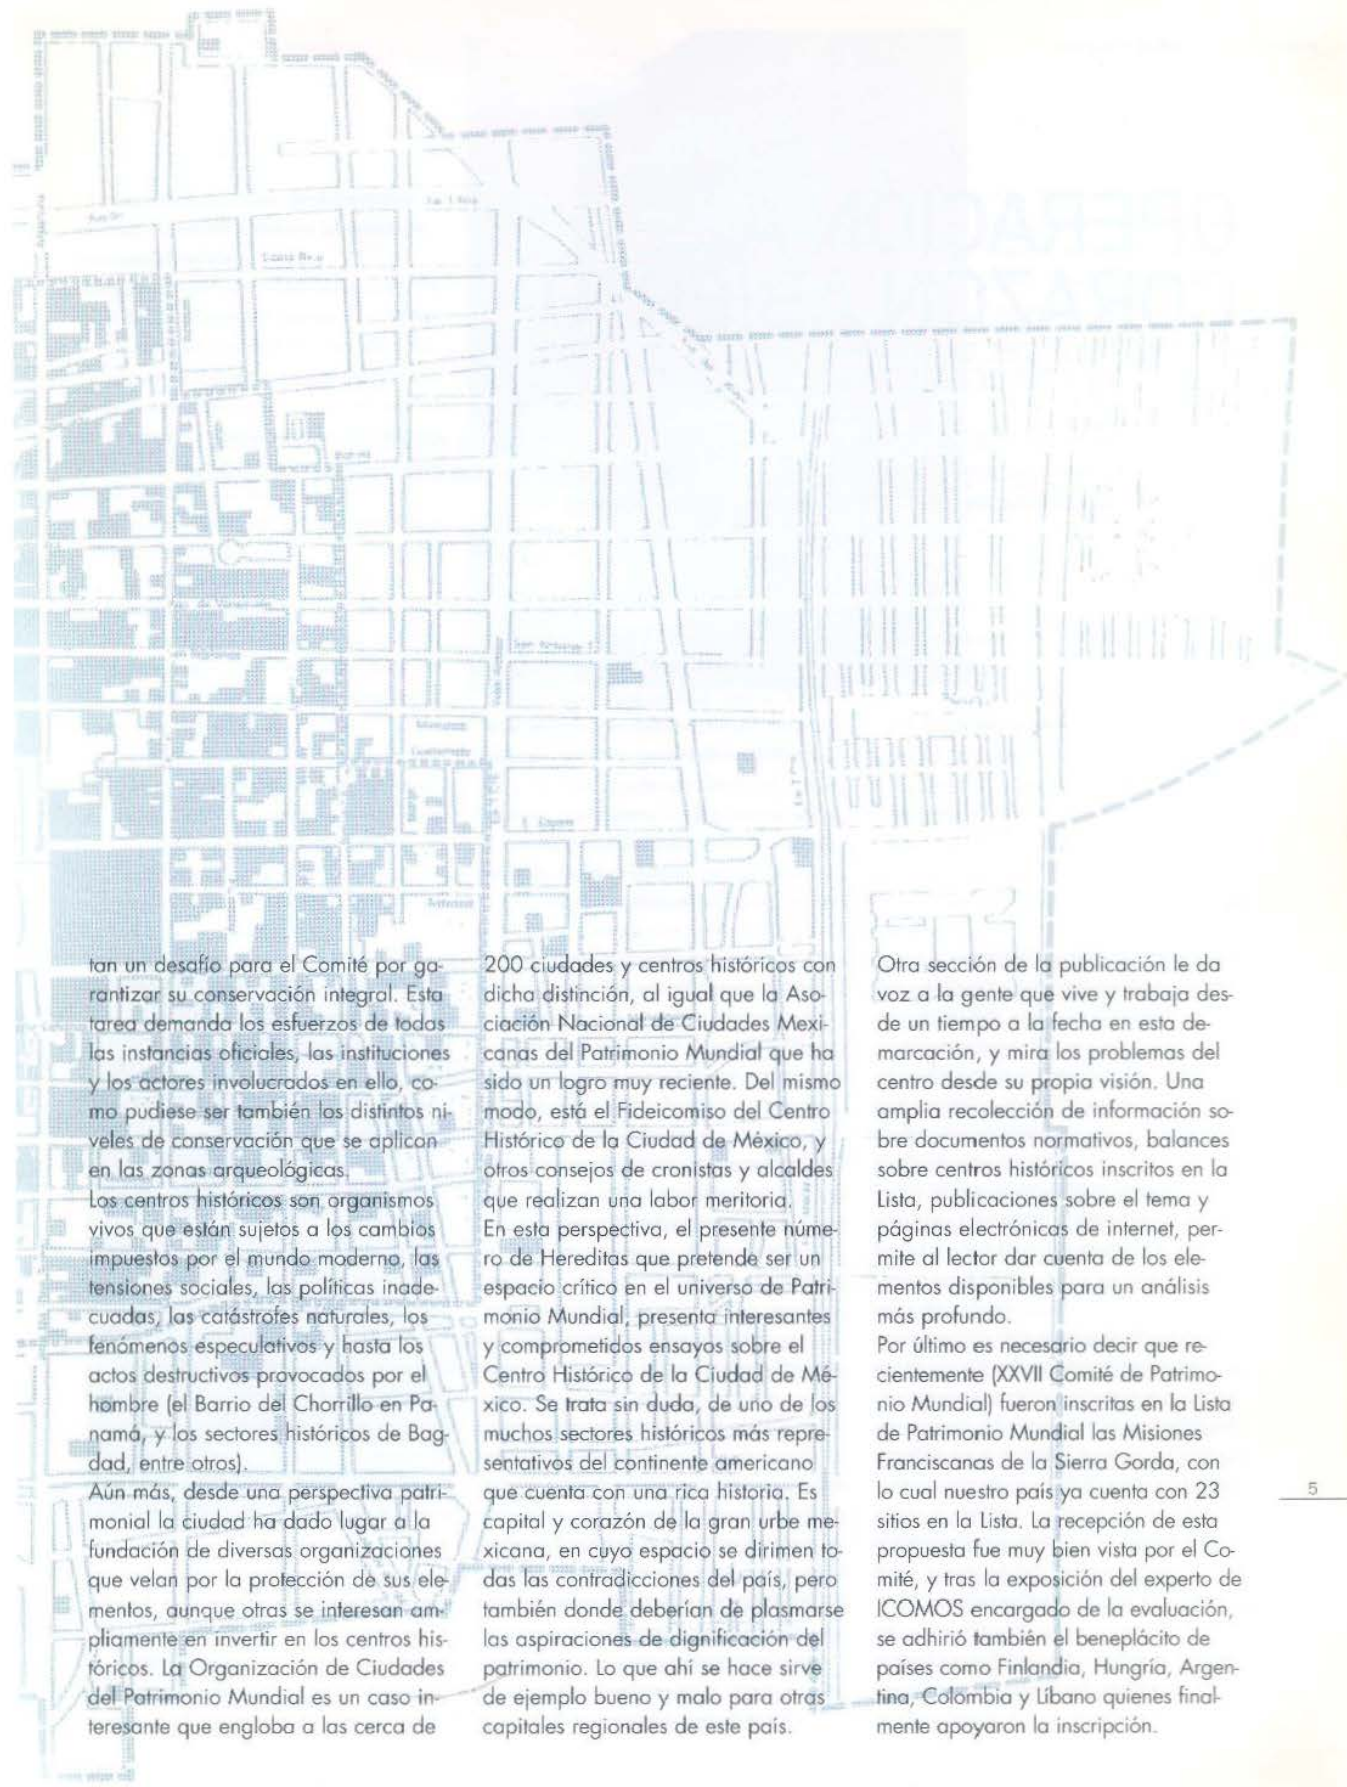 tan un desafío para el Comité por ga-
rantizar su conservación integral. Esta
tarea demanda los esfuerzos de todas
las instancias oficiales, las instituciones
y los actores involucrados en ello, co-
mo pudiese ser también los distintos ni-
veles de conservación que se aplican
en las zonas arqueológicas.
Los centros históricos son organismos
vivos que están sujetos a los cambios
impuestos por el mundo moderno, las
tensiones sociales, las políticas inade-
cuadas, las catástrofes naturales, los
fenómenos especulativos y hasta los
actos destructivos provocados por el
hombre (el Barrio del Chorrillo en Pa-
namá, y los sectores históricos de Bag-
dad, entre otros).
Aún más, desde una perspectiva patri-
monial la ciudad ha dado lugar a la
fundación de diversas organizaciones
que velan por la protección de sus ele-
mentos, aunque otras se interesan am-
pliamente en invertir en los centros his-
tóricos. La Organización de Ciudades
del Patrimonio Mundial es un caso in-
teresante que engloba a las cerca de
200 ciudades y centros históricos con
dicha distinción, al igual que la Aso-
ciación Nacional de Ciudades Mexi-
canas del Patrimonio Mundial que ha
sido un logro muy reciente. Del mismo
modo, está el Fideicomiso del Centro
Histórico de la Ciudad de México, y
otros consejos de cronistas y alcaldes
que realizan una labor meritoria.
En esta perspectiva, el presente núme-
ro de Hereditas que pretende ser un
espacio crítico en el universo de Patri-
monio Mundial, presenta interesantes
y comprometidos ensayos sobre el
Centro Histórico de la Ciudad de Mé-
xico. Se trata sin duda, de uno de los
muchos sectores históricos más repre-
sentativos del continente americano
que cuenta con una rica historia. Es
capital y corazón de la gran urbe me-
xicana, en cuyo espacio se dirimen to-
das las contradicciones del país, pero
también donde deberían de plasmarse
las aspiraciones de dignificación del
patrimonio. Lo que ahí se hace sirve
de ejemplo bueno y malo para otras
capitales regionales de este país.
Otra sección de la publicación le da
voz a la gente que vive y trabaja des-
de un tiempo a la fecha en esta de-
marcación, y mira los problemas del
centro desde su propia visión. Una
amplia recolección de información so-
bre documentos normativos, balances
sobre centros históricos inscritos en la
Lista, publicaciones sobre el tema y
páginas electrónicas de internet, per-
mite al lector dar cuenta de los ele-
mentos disponibles para un análisis
más profundo.
Por último es necesario decir que re-
cientemente (XXVII Comité de Patrimo-
nio Mundial) fueron inscritas en la Lista
de Patrimonio Mundial las Misiones
Franciscanas de la Sierra Gorda, con
lo cual nuestro país ya cuenta con 23
sitios en la Lista. La recepción de esta
propuesta fue muy bien vista por el Co-
mité, y tras la exposición del experto de
ICOMOS encargado de la evaluación,
se adhirió también el beneplácito de
países como Finlandia, Hungría, Argen-
tina, Colombia y Líbano quienes final-
mente apoyaron la inscripción.
5